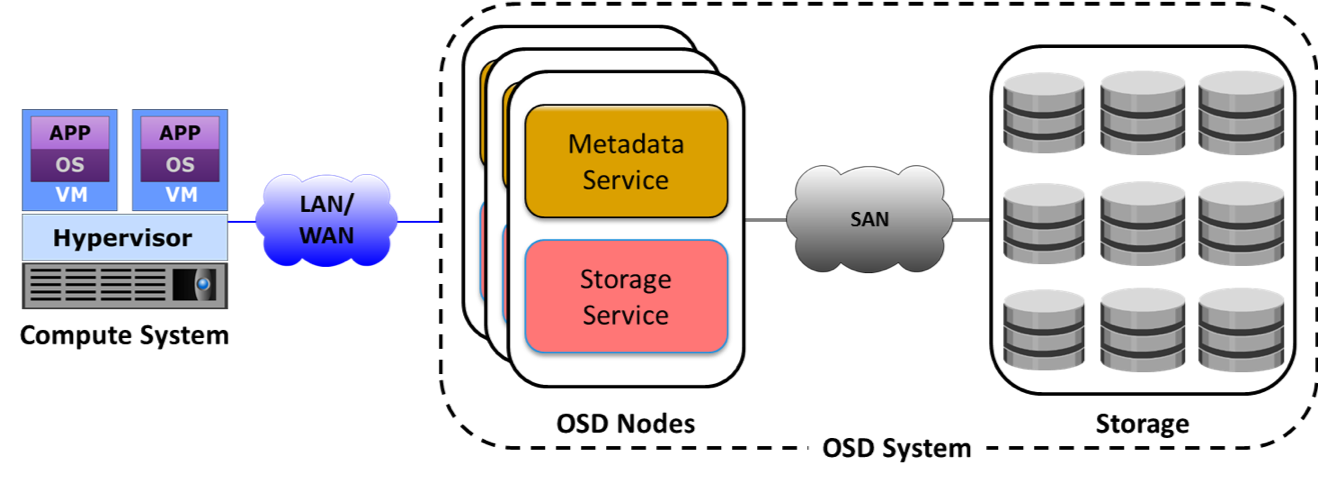 APP
OS
VM
APP
OS
VM
Hypervisor
Compute System
LAN/
WAN
Metadata
Service
Storage
Service
OSD Nodes
SAN
Storage
OSD System